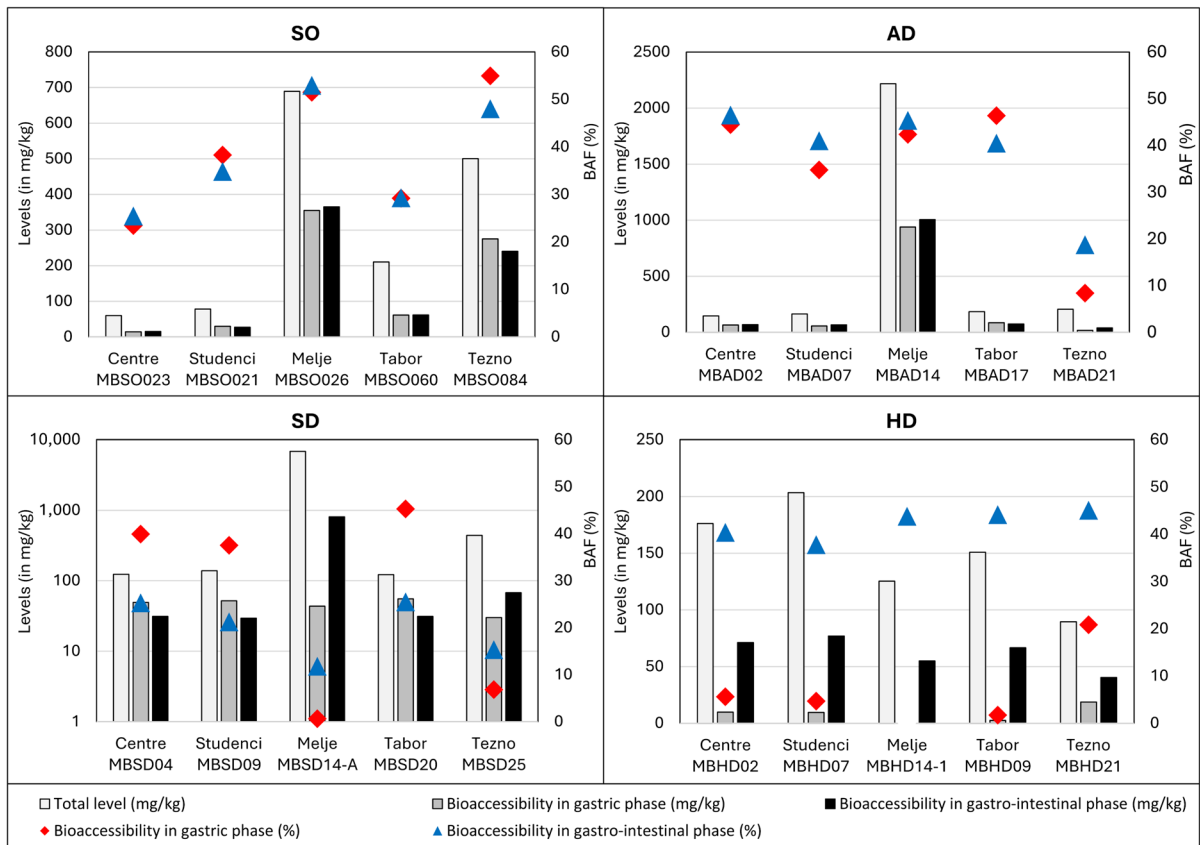 SO
800
700
600
500
400
300
200
100
0
Levels (in mg/kg)
60
50
40
30
20
10
0
BAF (%)
Centre
MBSO023
Studenci
MBSO021
Melje
MBSO026
Tabor
MBSO060
Tezno
MBSO084
AD
2500
2000
1500
1000
500
0
Levels (in mg/kg)
60
50
40
30
20
10
0
BAF (%)
Centre
MBAD02
Studenci
MBAD07
Melje
MBAD14
Tabor
MBAD17
Tezno
MBAD21
SD
10,000
1,000
100
10
1
Levels (in mg/kg)
60
50
40
30
20
10
0
BAF (%)
Centre
MBSD04
Studenci
MBSD09
Melje
MBSD14-A
Tabor
MBSD20
Tezno
MBSD25
HD
250
200
150
100
50
0
Levels (in mg/kg)
60
50
40
30
20
10
0
BAF (%)
Centre
MBHD02
Studenci
MBHD07
Melje
MBHD14-1
Tabor
MBHD09
Tezno
MBHD21
Total level (mg/kg)
Bioaccessibility in gastric phase (mg/kg)
Bioaccessibility in gastro-intestinal phase (mg/kg)
Bioaccessibility in gastric phase (%)
Bioaccessibility in gastro-intestinal phase (%)